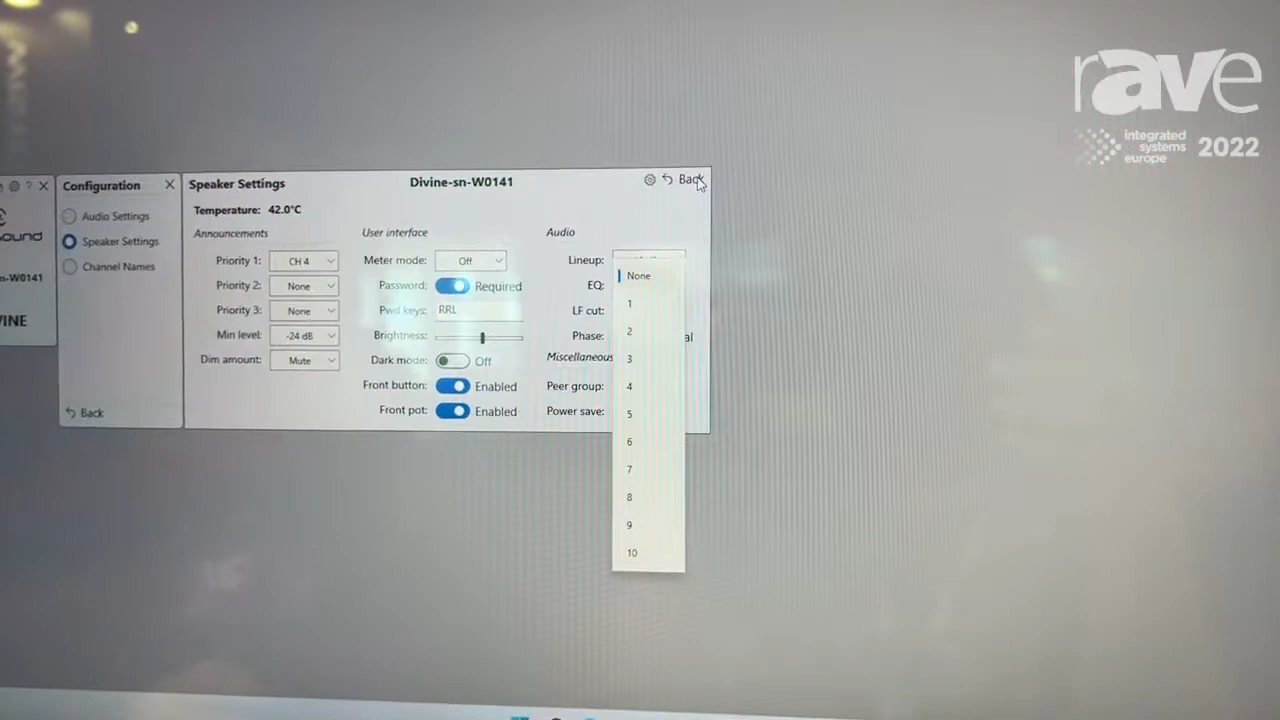 rave
integrated
systems
europe
2022
Configuration
Audio Settings
Speaker Settings
Channel Names
Back
Speaker Settings
Divine-sn-W0141
Back
Temperature: 42.0°C
Announcements
Priority 1: CH 4
Priority 2: None
Priority 3: None
Min level: -24 dB
Dim amount: Mute
User interface
Meter mode: Off
Password: Required
Pwd keys: RRL
Brightness:
Dark mode: Off
Front button: Enabled
Front pot: Enabled
Audio
Lineup:
EQ:
LF cut:
Phase:
Miscellaneous
Peer group:
Power save:
None
1
2
3
4
5
6
7
8
9
10